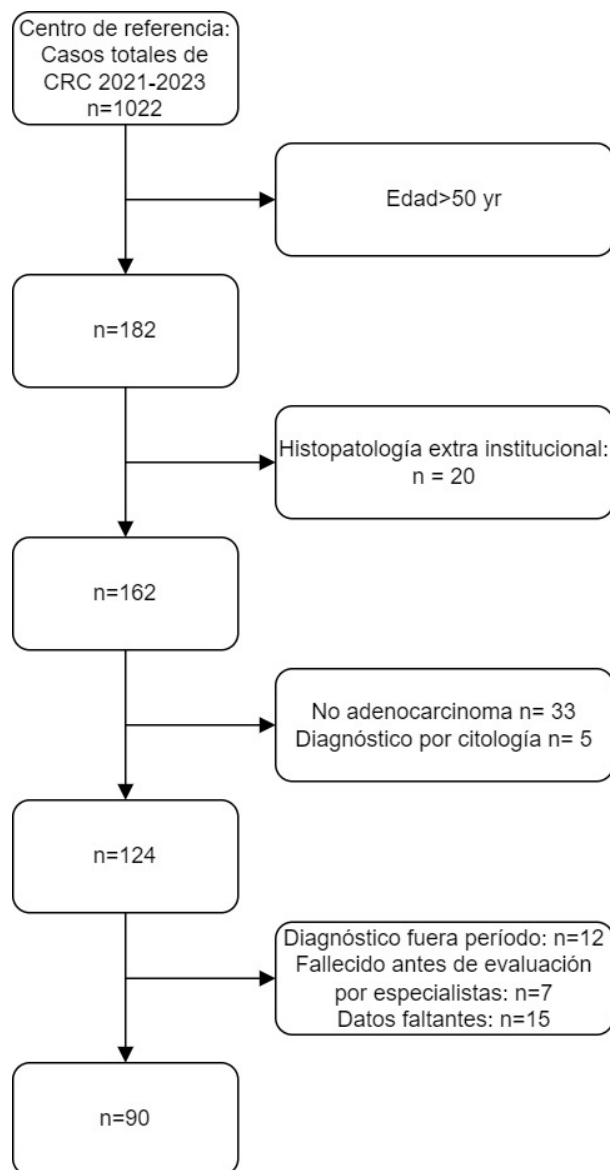 Centro de referencia:
Casos totales de
CRC 2021-2023
n=1022
Edad>50 yr
n=182
Histopatología extra institucional:
n = 20
n=162
No adenocarcinoma n= 33
Diagnóstico por citología n= 5
n=124
Diagnóstico fuera período: n=12
Fallecido antes de evaluación
por especialistas: n=7
Datos faltantes: n=15
n=90